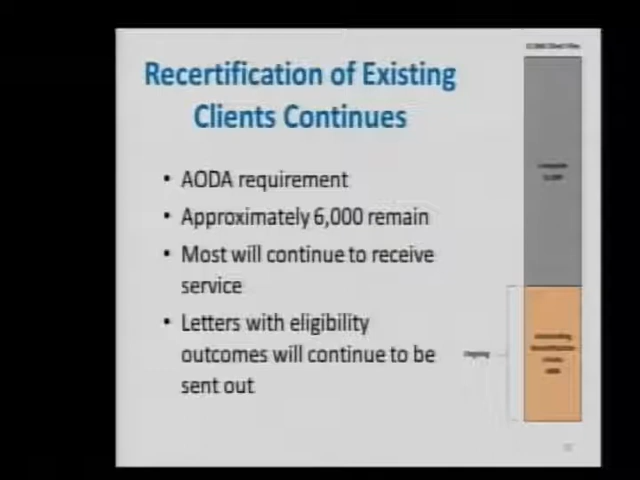 Recertification of Existing
Clients Continues
• AODA requirement
• Approximately 6,000 remain
• Most will continue to receive
service
• Letters with eligibility
outcomes will continue to be
sent out